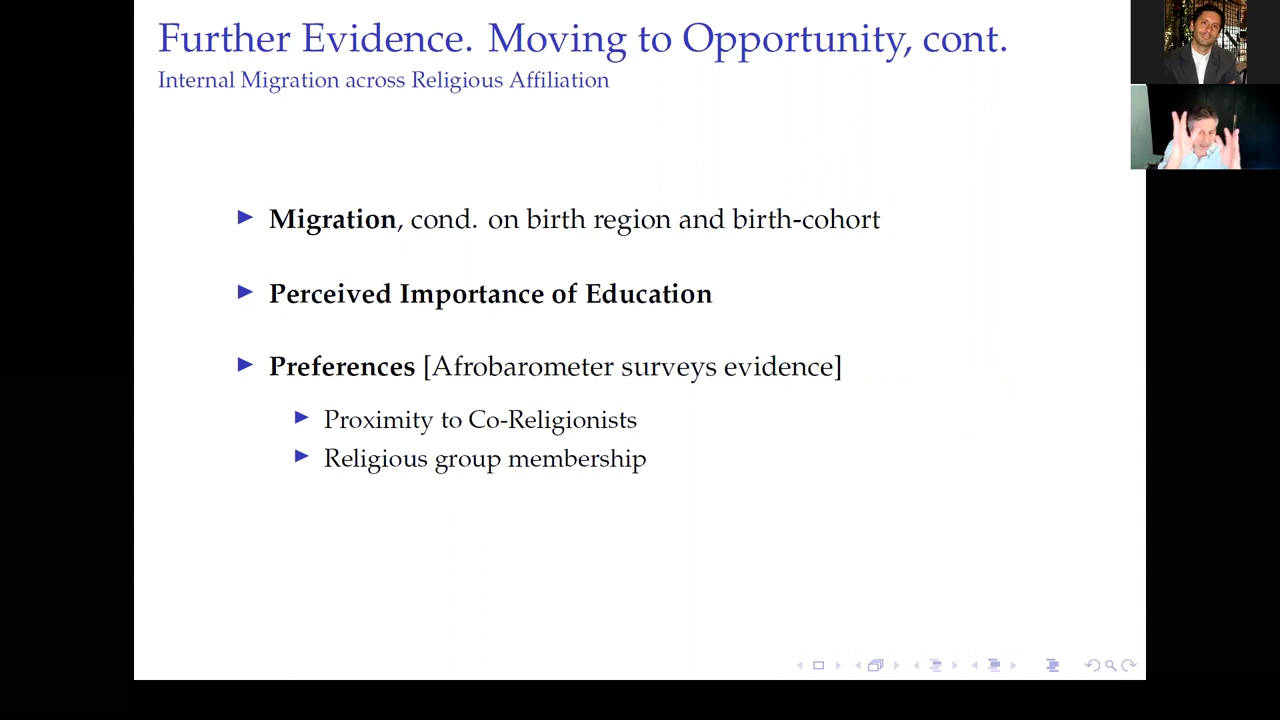 Further Evidence. Moving to Opportunity, cont.
Internal Migration across Religious Affiliation
Migration, cond. on birth region and birth-cohort
Perceived Importance of Education
Preferences [Afrobarometer surveys evidence]
Proximity to Co-Religionists
Religious group membership